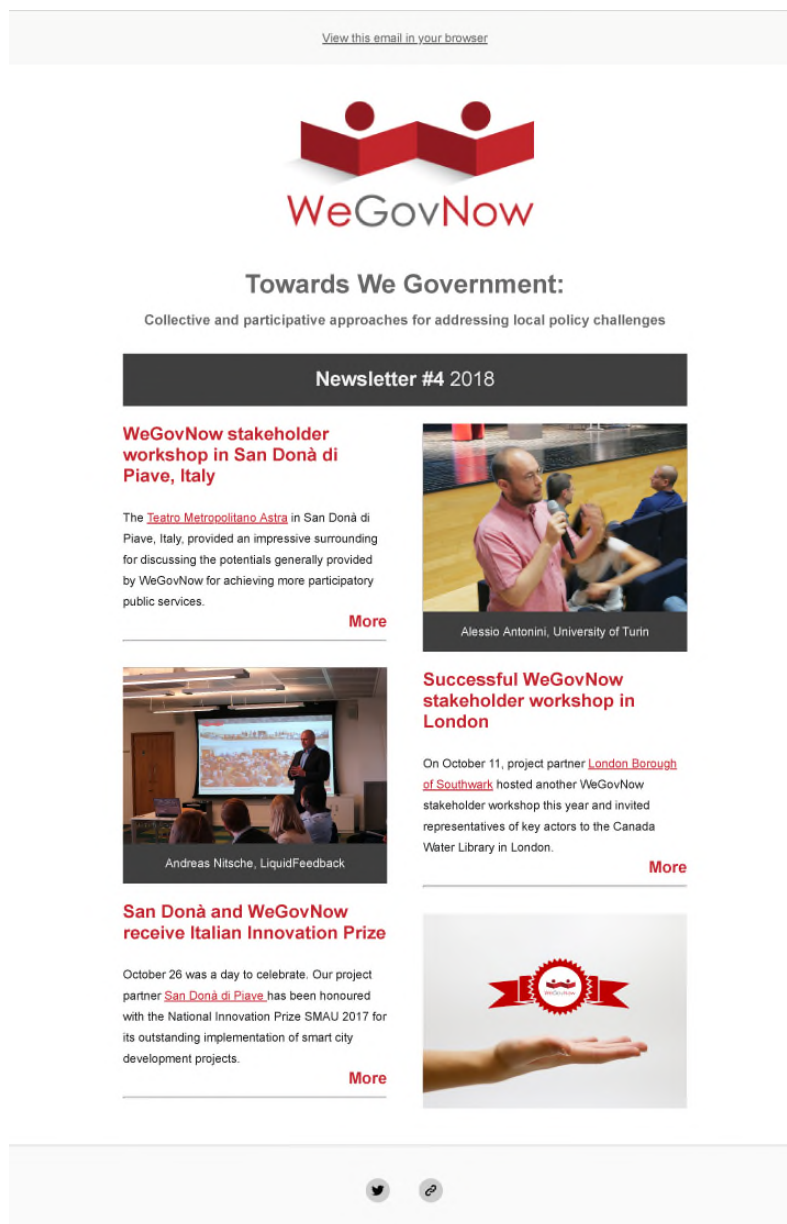 View this email in your browser
WeGovNow
Towards We Government:
Collective and participative approaches for addressing local policy challenges
Newsletter #4 2018
WeGovNow stakeholder
workshop in San Donà di
Piave, Italy
The Teatro Metropolitano Astra in San Donà di
Piave, Italy, provided an impressive surrounding
for discussing the potentials generally provided
by WeGovNow for achieving more participatory
public services.
More
Alessio Antonini, University of Turin
Andreas Nitsche, LiquidFeedback
Successful WeGovNow
stakeholder workshop in
London
On October 11, project partner London Borough
of Southwark hosted another WeGovNow
stakeholder workshop this year and invited
representatives of key actors to the Canada
Water Library in London.
More
San Donà and WeGovNow
receive Italian Innovation Prize
October 26 was a day to celebrate. Our project
partner San Donà di Piave has been honoured
with the National Innovation Prize SMAU 2017 for
its outstanding implementation of smart city
development projects.
More
WeGovNow